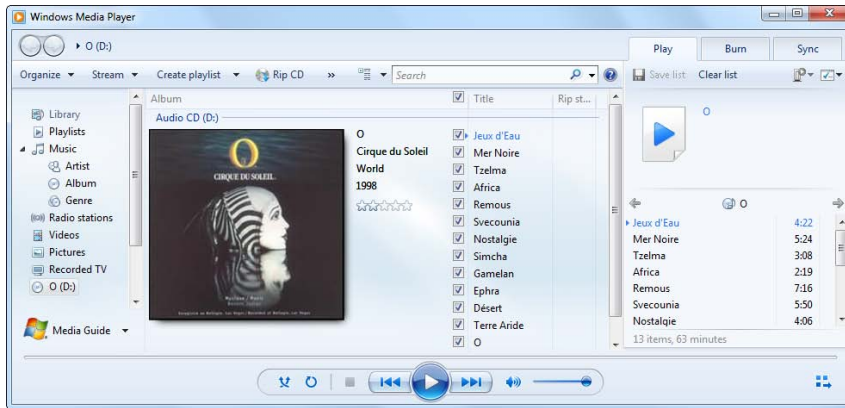 Windows Media Player
O (D:)
Play Burn Sync
Organize Stream Create playlist Rip CD » Search Save list Clear list
Album Title Rip st...
Library
Playlists
Music
Artist
Album
Genre
Radio stations
Videos
Pictures
Recorded TV
O (D:)
Media Guide
Audio CD (D:)
O
CIRQUE DU SOLEIL
Musique / Music
O
Cirque du Soleil
World
1998
Jeux d'Eau
Mer Noire
Tzelma
Africa
Remous
Svecounia
Nostalgie
Simcha
Gamelan
Ephra
Désert
Terre Aride
O
O
O
Jeux d'Eau 4:22
Mer Noire 5:24
Tzelma 3:08
Africa 2:19
Remous 7:16
Svecounia 5:50
Nostalgie 4:06
13 items, 63 minutes